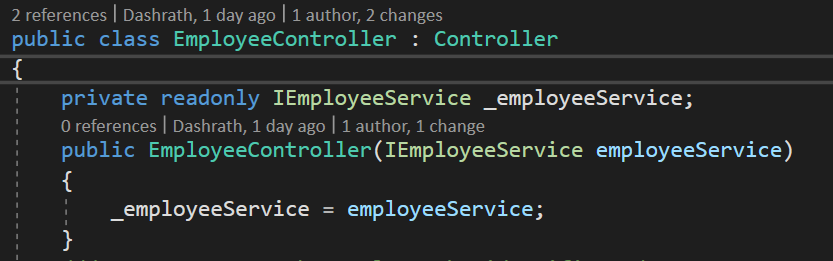 2 references | Dashrath, 1 day ago | 1 author, 2 changes
public class EmployeeController : Controller
{
private readonly IEmployeeService _employeeService;
0 references | Dashrath, 1 day ago | 1 author, 1 change
public EmployeeController(IEmployeeService employeeService)
{
_employeeService = employeeService;
}